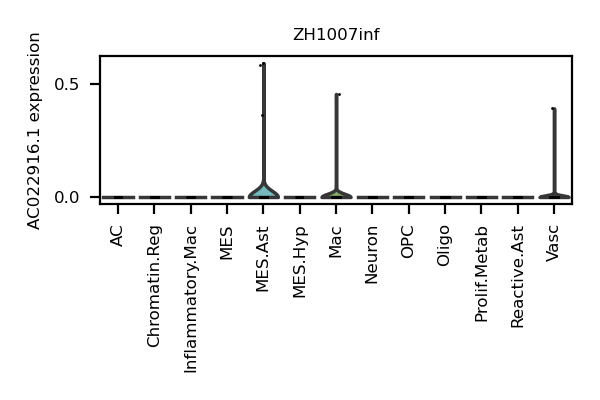 ZH1007inf
AC022916.1 expression
0.5
0.0
AC
Chromatin.Reg
Inflammatory.Mac
MES
MES.Ast
MES.Hyp
Mac
Neuron
OPC
Oligo
Prolif.Metab
Reactive.Ast
Vasc